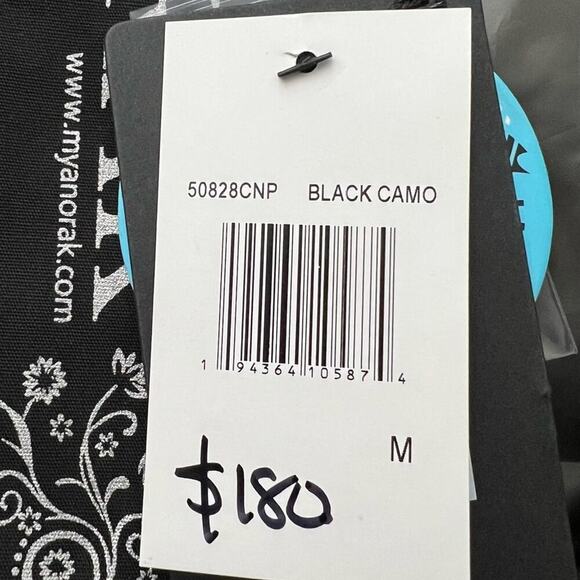 50828CNP BLACK CAMO
1 94364 10587 4
M
$180
www.myanorak.com